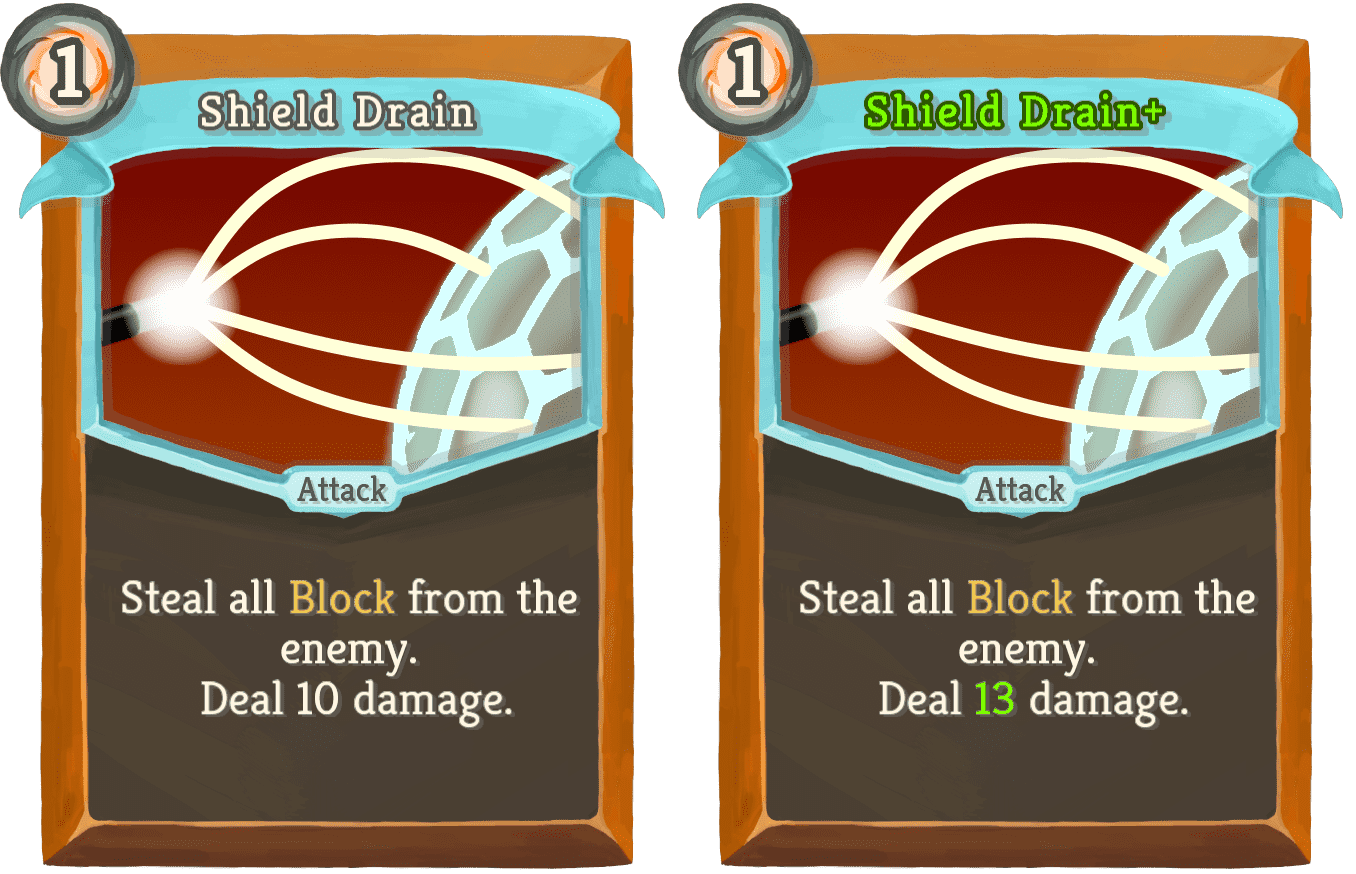 1
Shield Drain
Attack
Steal all Block from the
enemy.
Deal 10 damage.
1
Shield Drain+
Attack
Steal all Block from the
enemy.
Deal 13 damage.